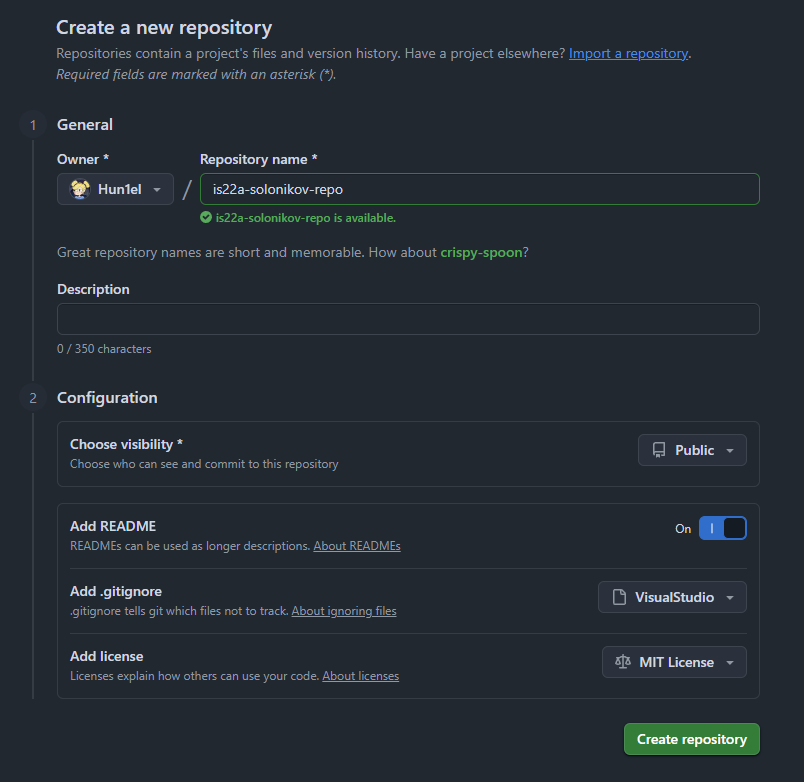 Create a new repository
Repositories contain a project's files and version history. Have a project elsewhere? Import a repository.
Required fields are marked with an asterisk (*).
1 General
Owner * Repository name *
Hun1el / is22a-solonikov-repo
is22a-solonikov-repo is available.
Great repository names are short and memorable. How about crispy-spoon?
Description
0 / 350 characters
2 Configuration
Choose visibility *
Choose who can see and commit to this repository
Public
Add README
READMEs can be used as longer descriptions. About READMEs
On
Add .gitignore
.gitignore tells git which files not to track. About ignoring files
VisualStudio
Add license
Licenses explain how others can use your code. About licenses
MIT License
Create repository